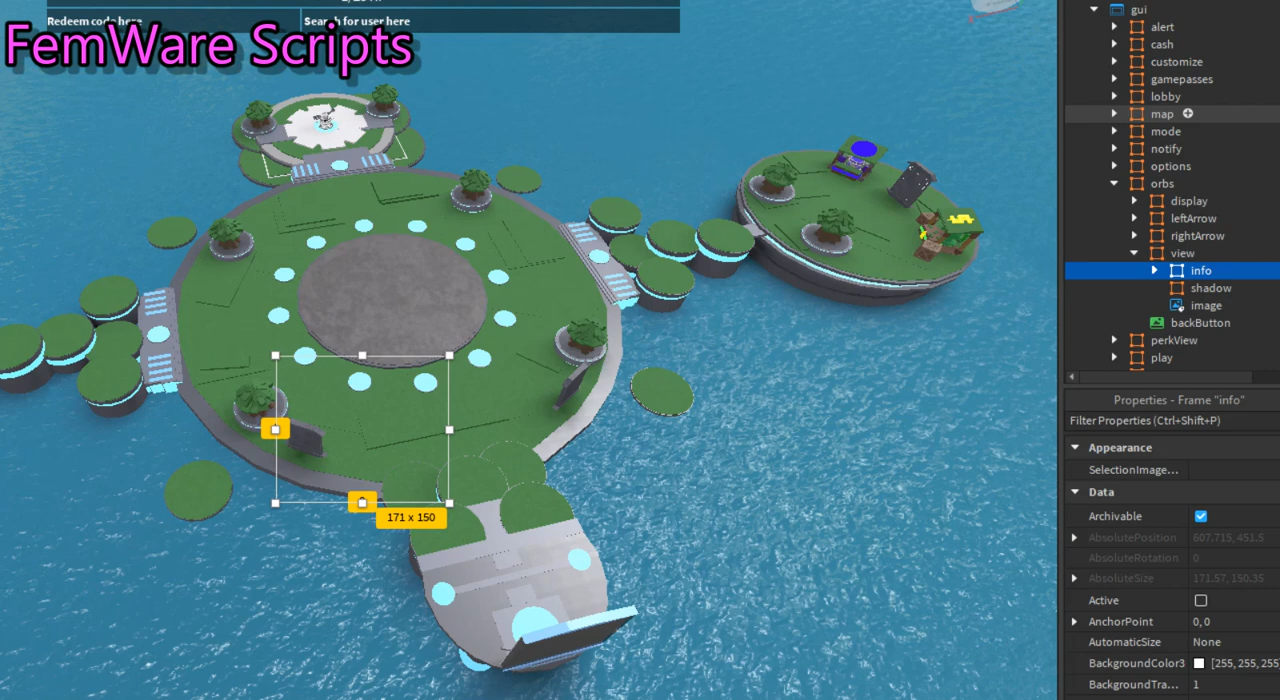 Redeem code here
Search for user here
FemWare Scripts
171 x 150
gui
alert
cash
customize
gamepasses
lobby
map
mode
notify
options
orbs
display
leftArrow
rightArrow
view
info
shadow
image
backButton
perkView
play
Properties - Frame "info"
Filter Properties (Ctrl+Shift+P)
Appearance
SelectionImage...
Data
Archivable
AbsolutePosition 607.715, 451.5
AbsoluteRotation 0
AbsoluteSize 171.57, 150.35
Active
AnchorPoint 0, 0
AutomaticSize None
BackgroundColor3 [255, 255, 255
BackgroundTra... 1